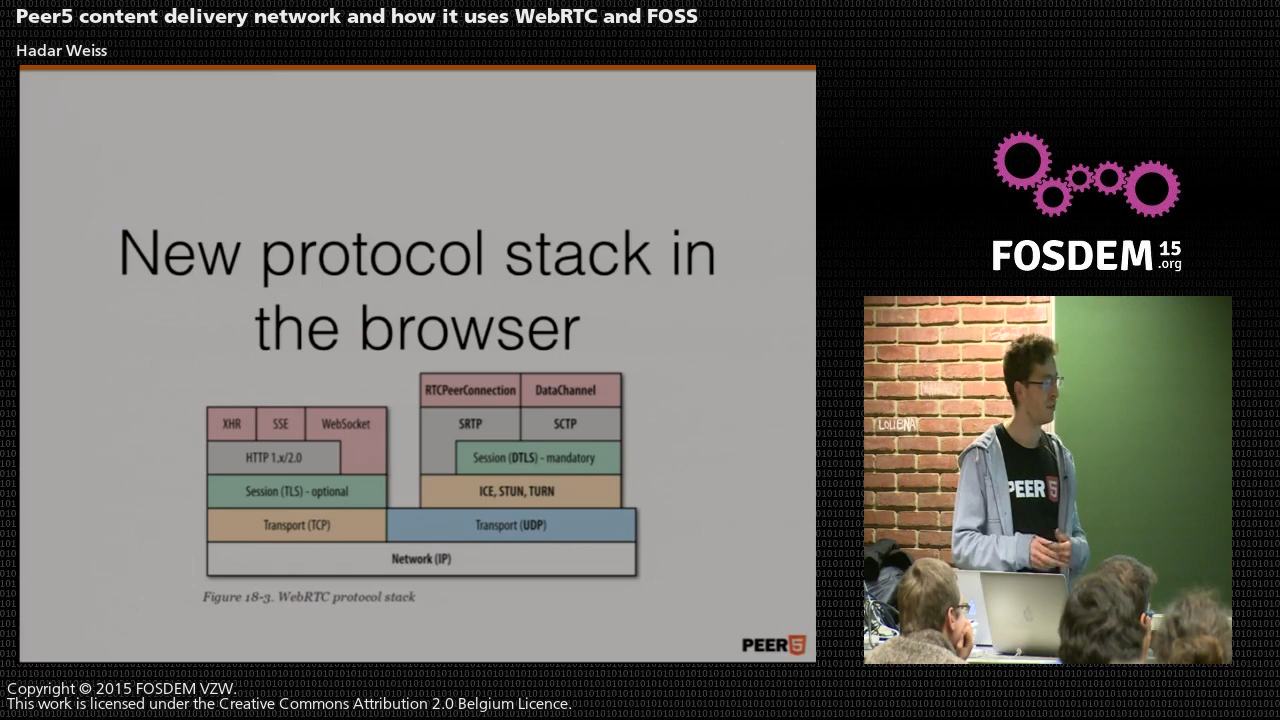 Peer5 content delivery network and how it uses WebRTC and FOSS
Hadar Weiss
New protocol stack in
the browser
RTCPeerConnection DataChannel
XHR SSE WebSocket SRTP SCTP
HTTP 1.x/2.0 Session (DTLS) - mandatory
Session (TLS) - optional ICE, STUN, TURN
Transport (TCP) Transport (UDP)
Network (IP)
Figure 18-3. WebRTC protocol stack
PEER5
FOSDEM 15
.org
LOUBNA
PEER 5
Copyright © 2015 FOSDEM VZW.
This work is licensed under the Creative Commons Attribution 2.0 Belgium Licence.